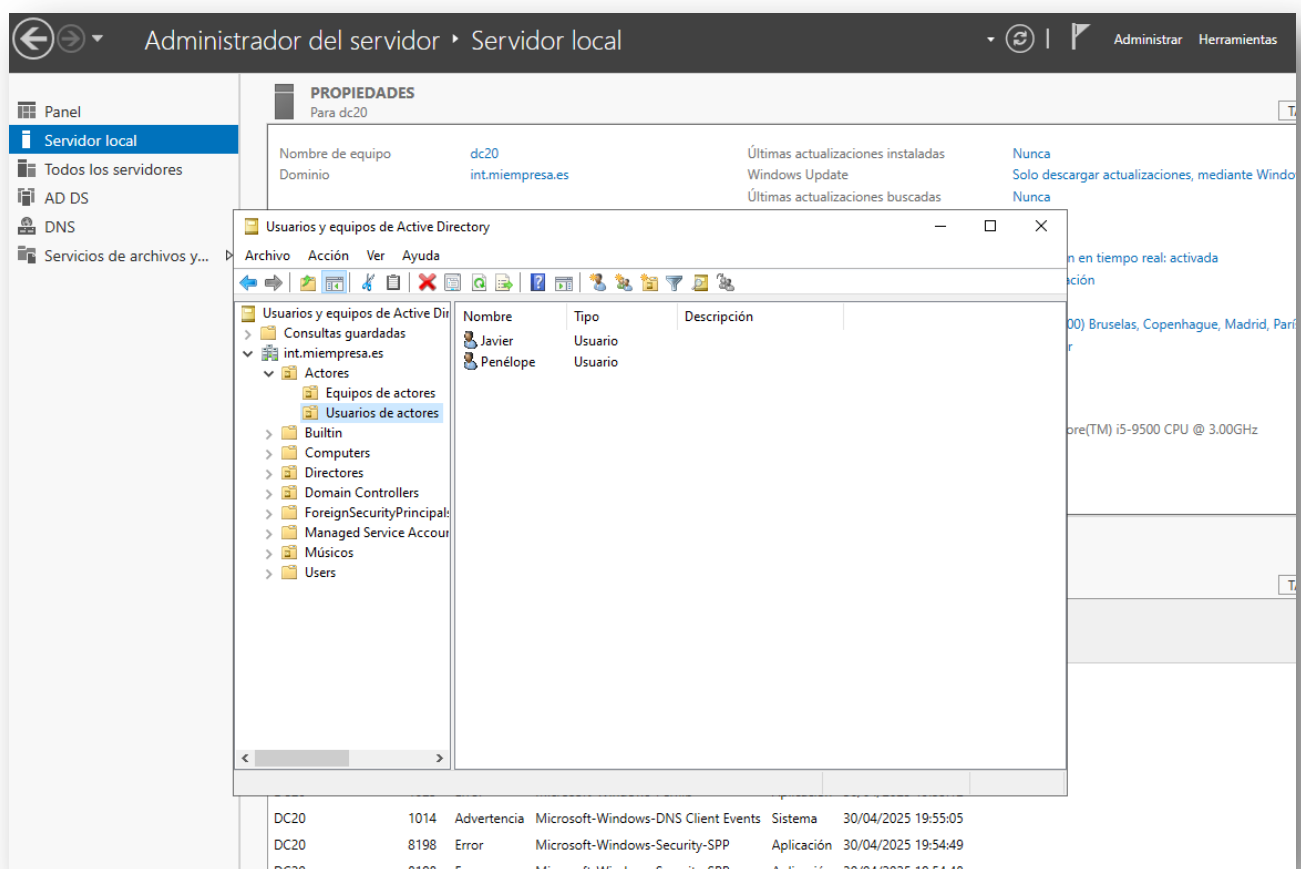 Administrador del servidor ‣ Servidor local
Administrar Herramientas
Panel
Servidor local
Todos los servidores
AD DS
DNS
Servicios de archivos y...
PROPIEDADES
Para dc20
Nombre de equipo dc20
Dominio int.miempresa.es
Últimas actualizaciones instaladas Nunca
Windows Update Solo descargar actualizaciones, mediante
Últimas actualizaciones buscadas Nunca
n en tiempo real: activada
00) Bruselas, Copenhague, Madrid,
ore(TM) i5-9500 CPU @ 3.00GHz
Usuarios y equipos de Active Directory
Archivo Acción Ver Ayuda
Usuarios y equipos de Active Dir
Consultas guardadas
int.miempresa.es
Actores
Equipos de actores
Usuarios de actores
Builtin
Computers
Directores
Domain Controllers
ForeignSecurityPrincipal
Managed Service Accour
Músicos
Users
Nombre Tipo Descripción
Javier Usuario
Penélope Usuario
DC20 1014 Advertencia Microsoft-Windows-DNS Client Events Sistema 30/04/2025 19:55:05
DC20 8198 Error Microsoft-Windows-Security-SPP Aplicación 30/04/2025 19:54:49